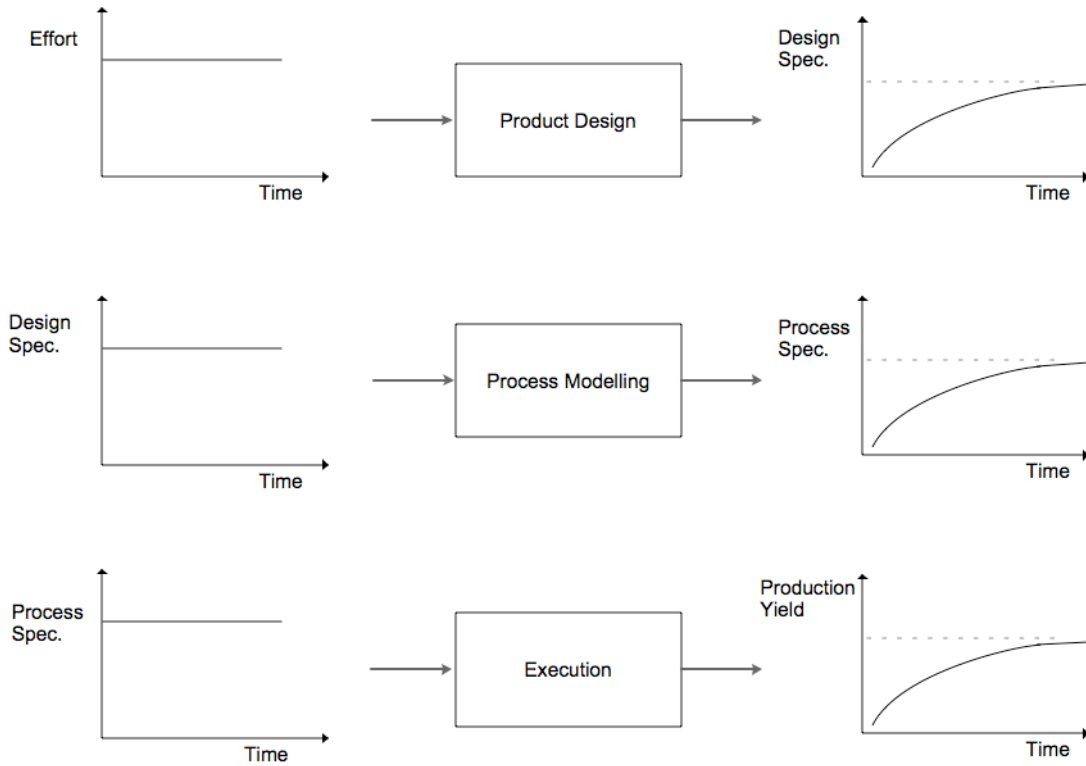 Effort
Time
Product Design
Design
Spec.
Time
Design
Spec.
Time
Process Modelling
Process
Spec.
Time
Process
Spec.
Time
Execution
Production
Yield
Time